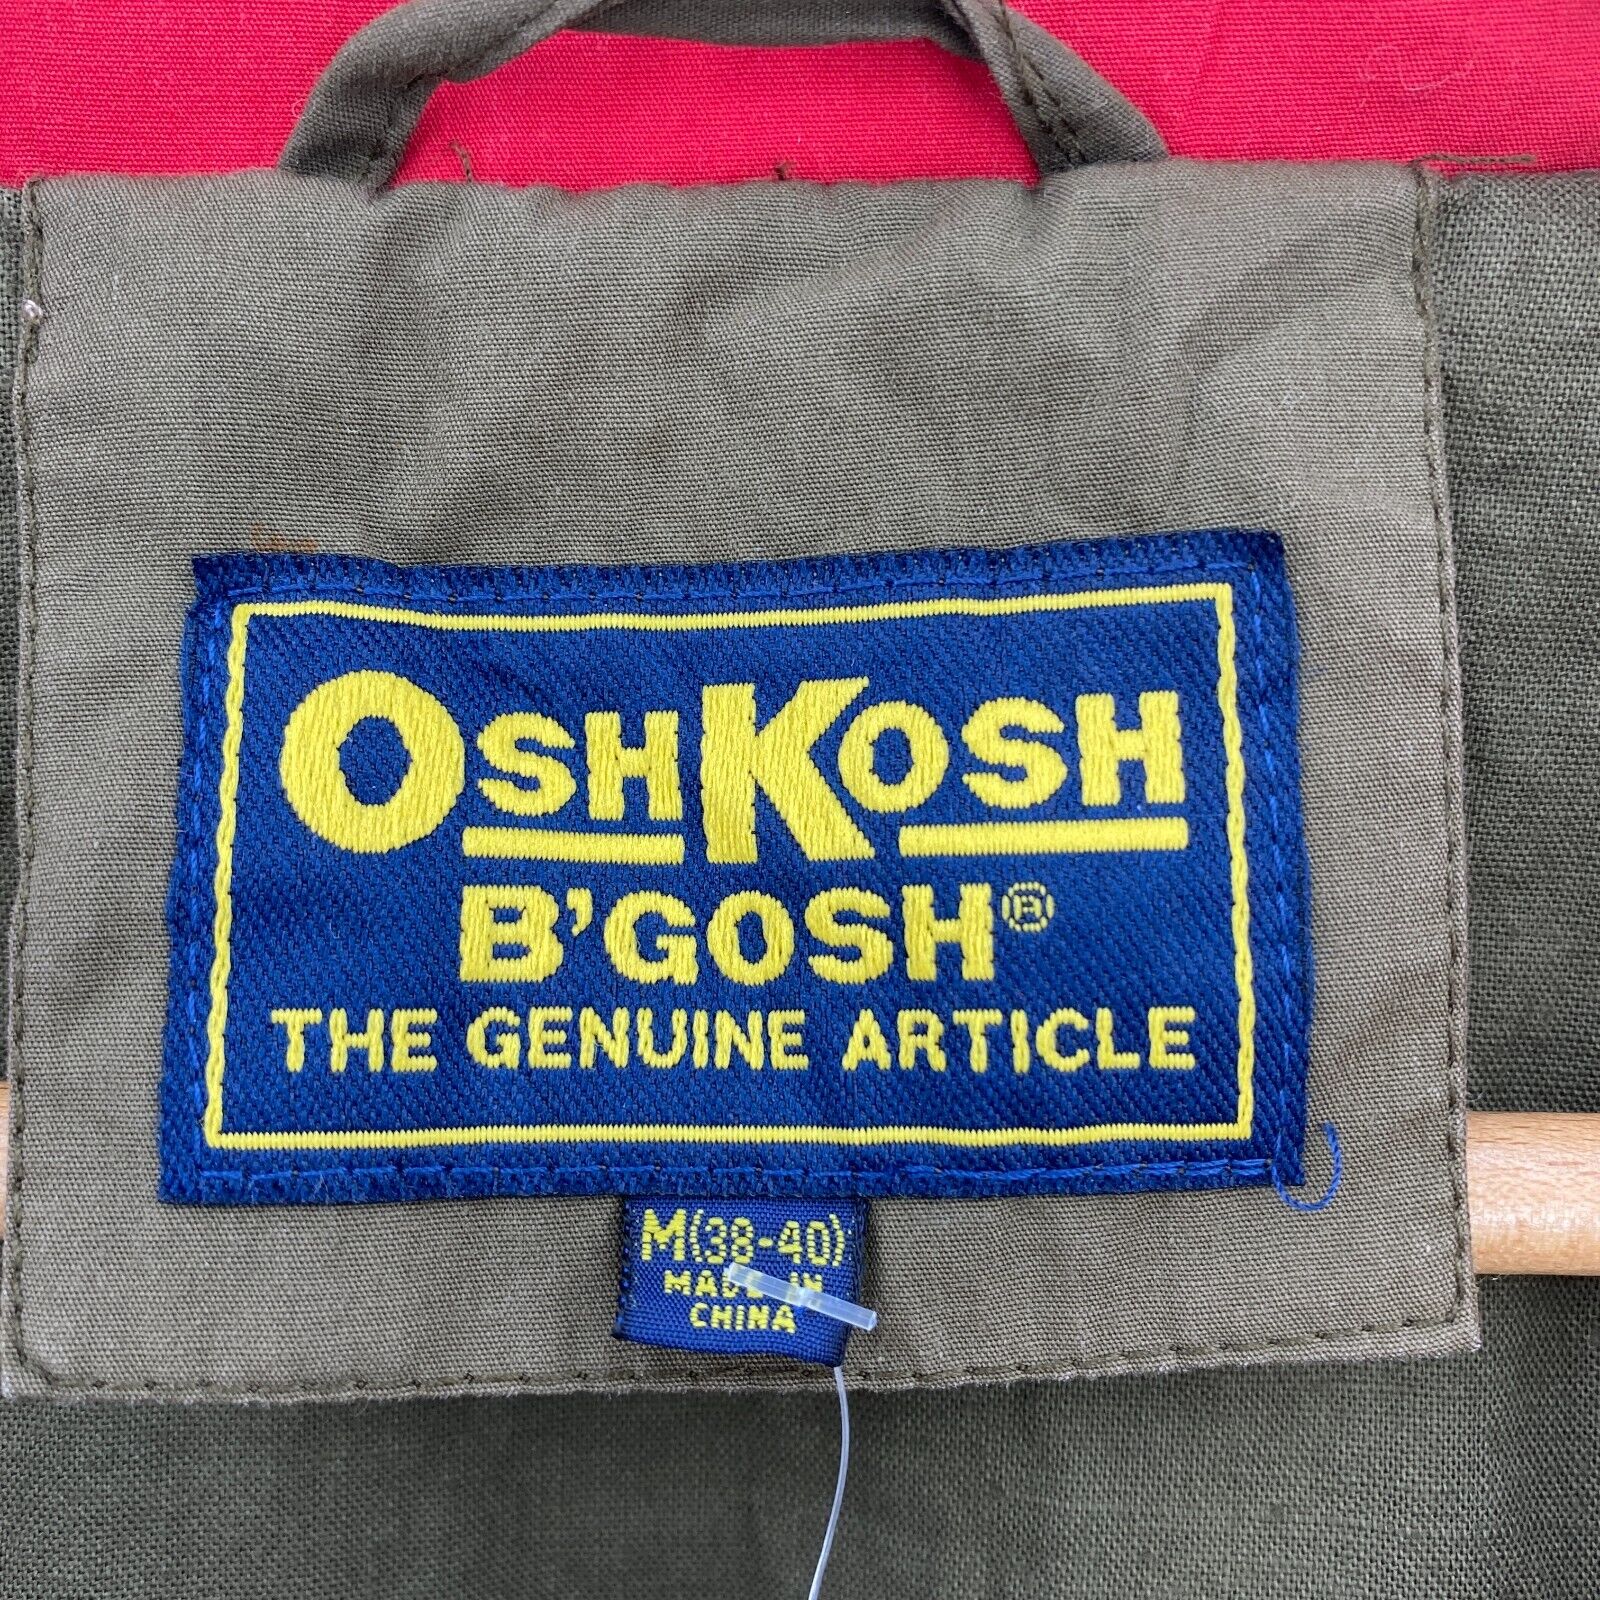 OSHKOSH
B'GOSH®
THE GENUINE ARTICLE
M(38-40)
MADE IN
CHINA